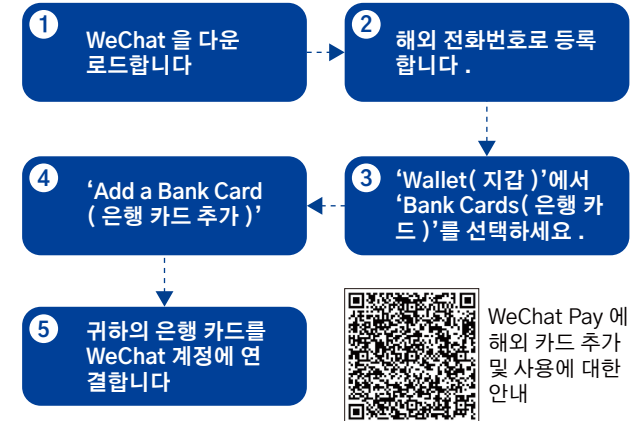 1
WeChat 을 다운
로드합니다
2
해외 전화번호로 등록
합니다 .
3
‘Wallet( 지갑 )’에서
‘Bank Cards( 은행 카
드 )’를 선택하세요 .
4
‘Add a Bank Card
( 은행 카드 추가 )’
5
귀하의 은행 카드를
WeChat 계정에 연
결합니다
WeChat Pay 에
해외 카드 추가
및 사용에 대한
안내